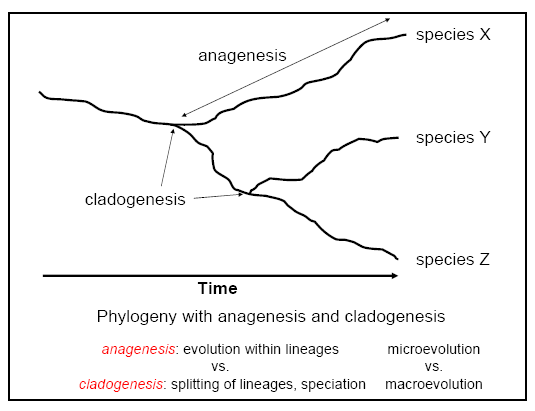 species X
anagenesis
species Y
cladogenesis
species Z
Time
Phylogeny with anagenesis and cladogenesis
anagenesis: evolution within lineages microevolution
vs. vs.
cladogenesis: splitting of lineages, speciation macroevolution